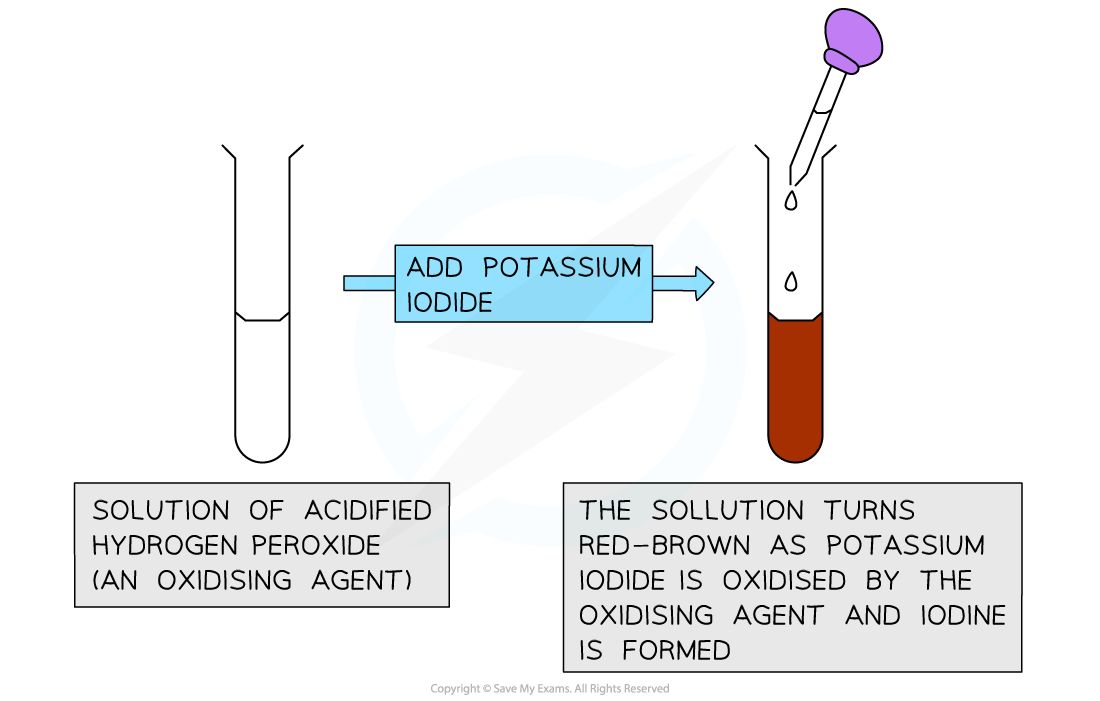 ADD POTASSIUM
IODIDE
SOLUTION OF ACIDIFIED
HYDROGEN PEROXIDE
(AN OXIDISING AGENT)
THE SOLLUTION TURNS
RED-BROWN AS POTASSIUM
IODIDE IS OXIDISED BY THE
OXIDISING AGENT AND IODINE
IS FORMED
Copyright © Save My Exams. All Rights Reserved